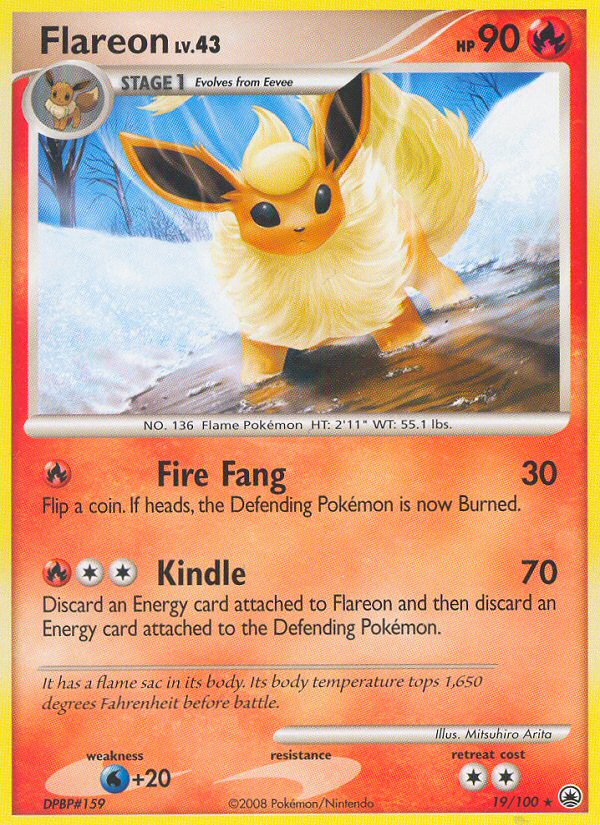 Flareon LV.43
HP 90
STAGE 1 Evolves from Eevee
NO. 136 Flame Pokémon HT: 2'11" WT: 55.1 lbs.
Fire Fang 30
Flip a coin. If heads, the Defending Pokémon is now Burned.
Kindle 70
Discard an Energy card attached to Flareon and then discard an
Energy card attached to the Defending Pokémon.
It has a flame sac in its body. Its body temperature tops 1,650
degrees Fahrenheit before battle.
Illus. Mitsuhiro Arita
weakness resistance retreat cost
+20
DPBP#159 ©2008 Pokémon/Nintendo 19/100 ★